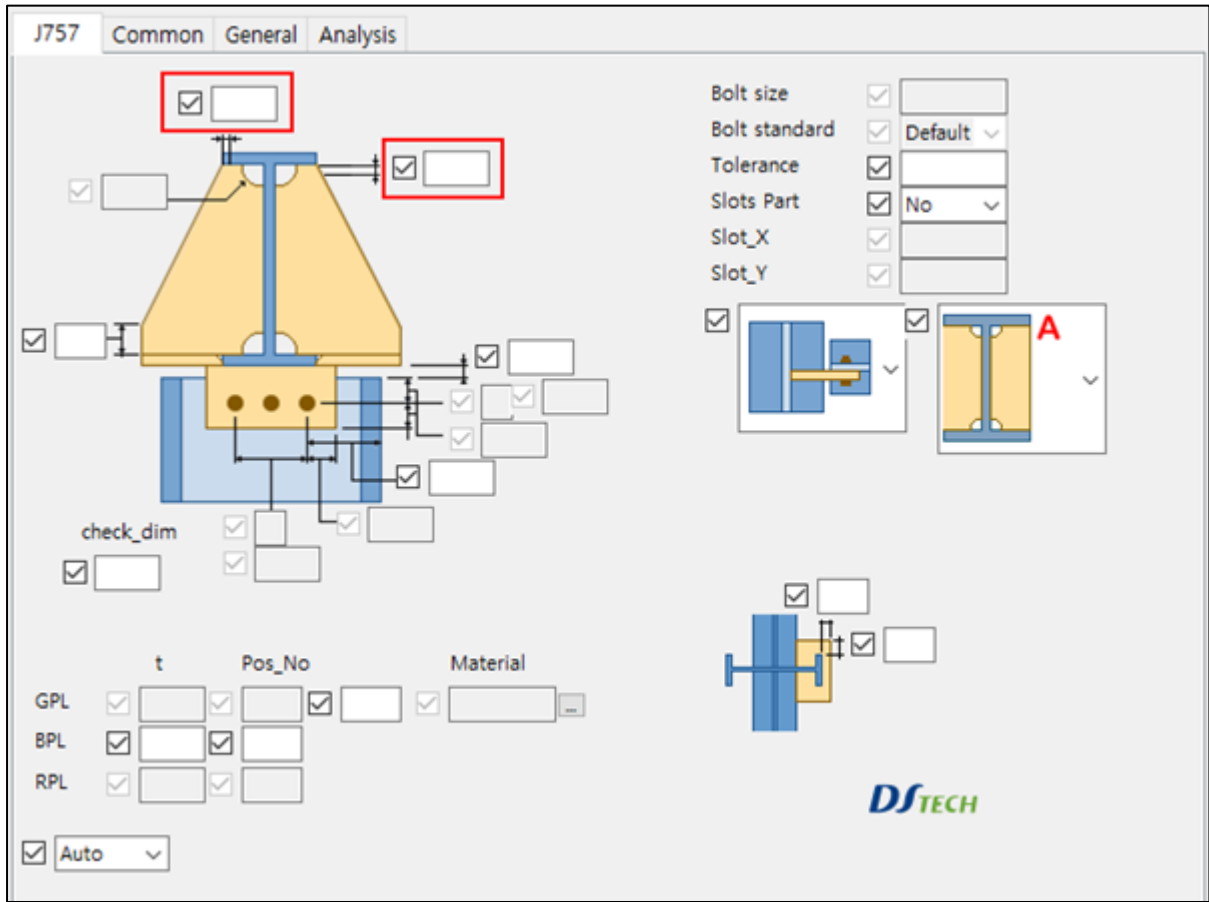 J757 Common General Analysis
Bolt size
Bolt standard Default
Tolerance
Slots Part No
Slot_X
Slot_Y
A
check_dim
t Pos_No Material
GPL ...
BPL
RPL
DSTECH
Auto